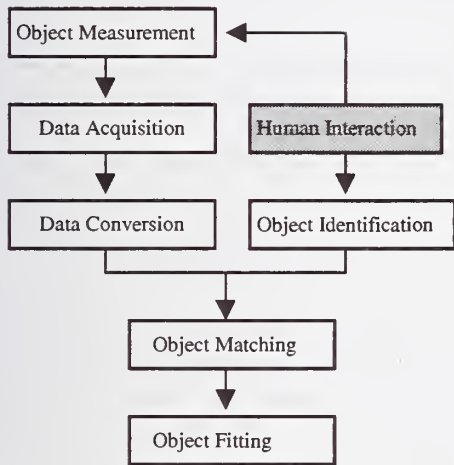 Object Measurement
Data Acquisition
Human Interaction
Data Conversion
Object Identification
Object Matching
Object Fitting